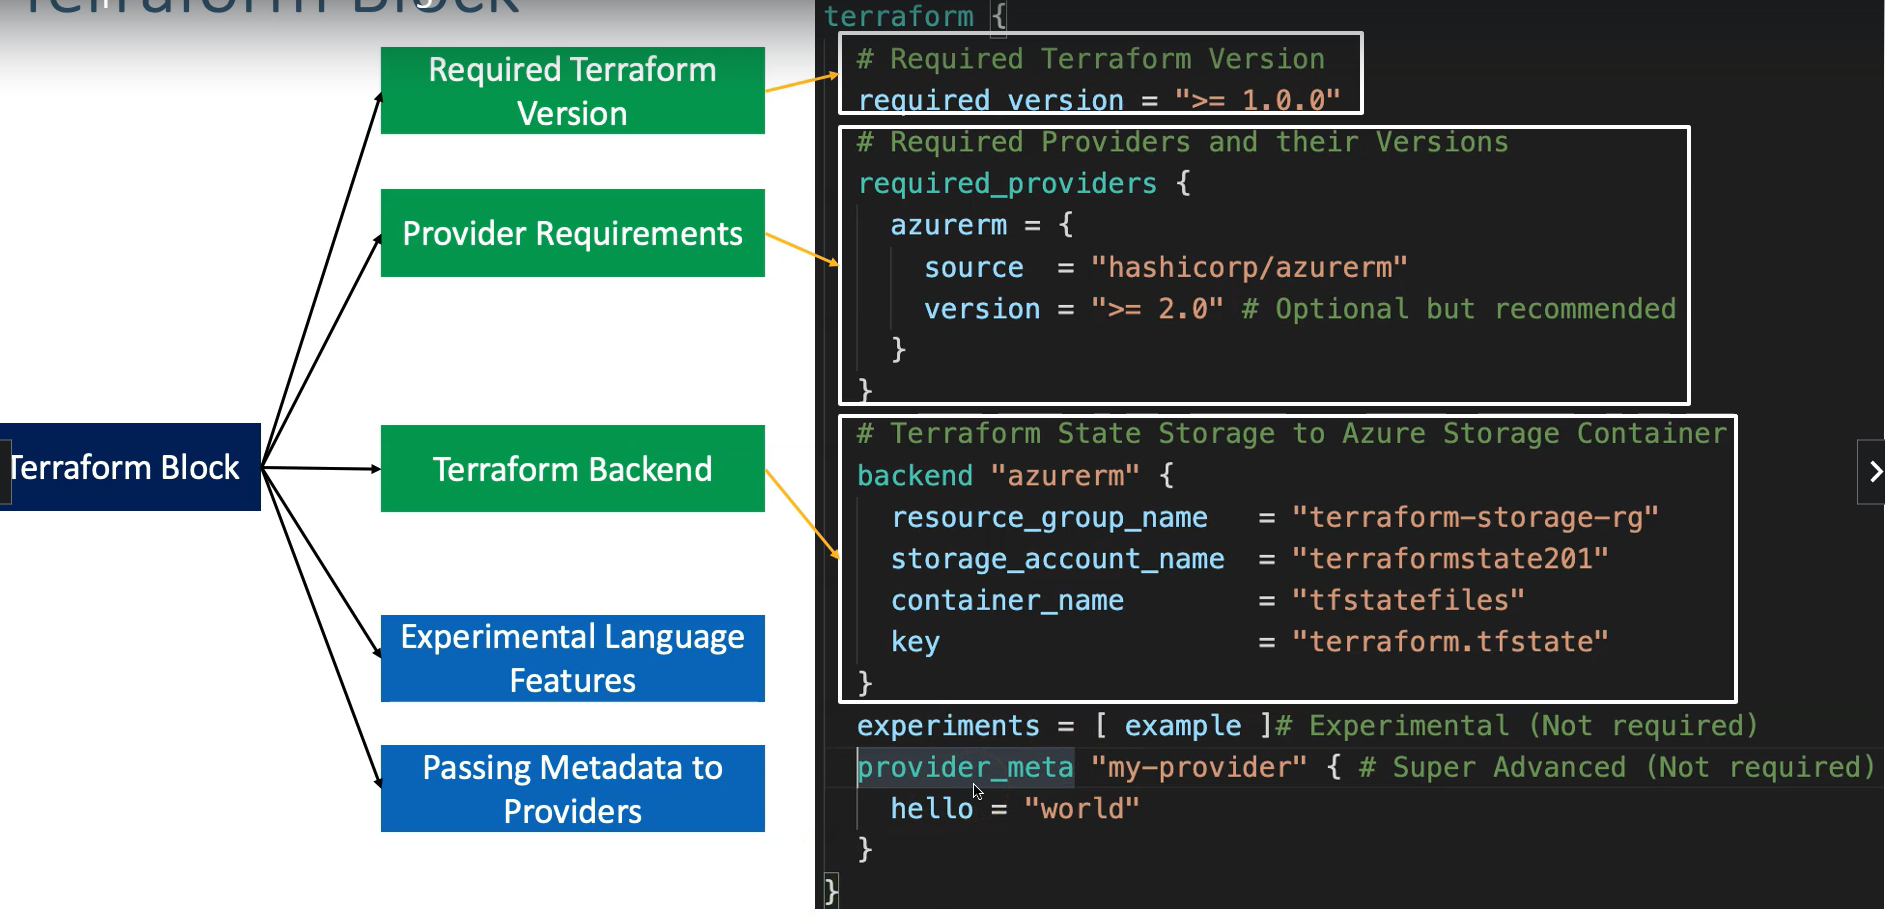 Terraform Block
Required Terraform
Version
Provider Requirements
Terraform Block
Terraform Backend
Experimental Language
Features
Passing Metadata to
Providers
terraform {
# Required Terraform Version
required_version = ">= 1.0.0"
# Required Providers and their Versions
required_providers {
azurerm = {
source = "hashicorp/azurerm"
version = ">= 2.0" # Optional but recommended
}
}
# Terraform State Storage to Azure Storage Container
backend "azurerm" {
resource_group_name = "terraform-storage-rg"
storage_account_name = "terraformstate201"
container_name = "tfstatefiles"
key = "terraform.tfstate"
}
experiments = [ example ]# Experimental (Not required)
provider_meta "my-provider" { # Super Advanced (Not required)
hello = "world"
}
}